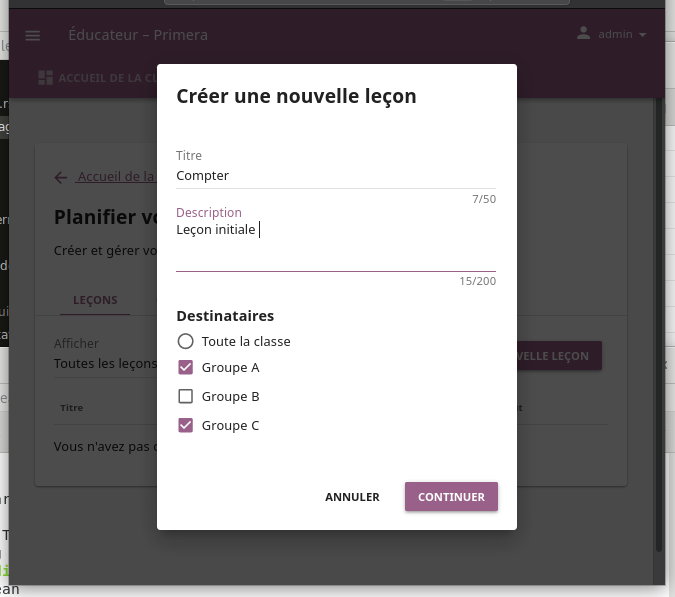 Éducateur – Primera
admin
ACCUEIL DE LA CL
Créer une nouvelle leçon
Titre
Compter
7/50
Description
Leçon initiale
15/200
Destinataires
Toute la classe
Groupe A
Groupe B
Groupe C
ANNULER
CONTINUER
Accueil de la
Planifier vo
Créer et gérer vo
LEÇONS
Afficher
Toutes les leçons
VELLE LEÇON
Titre
Vous n'avez pas